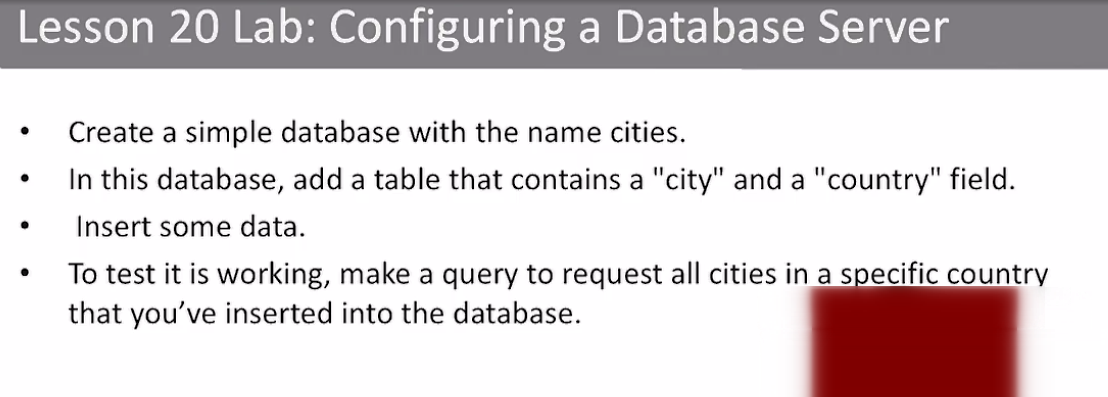 Lesson 20 Lab: Configuring a Database Server
• Create a simple database with the name cities.
• In this database, add a table that contains a "city" and a "country" field.
• Insert some data.
• To test it is working, make a query to request all cities in a specific country
that you’ve inserted into the database.